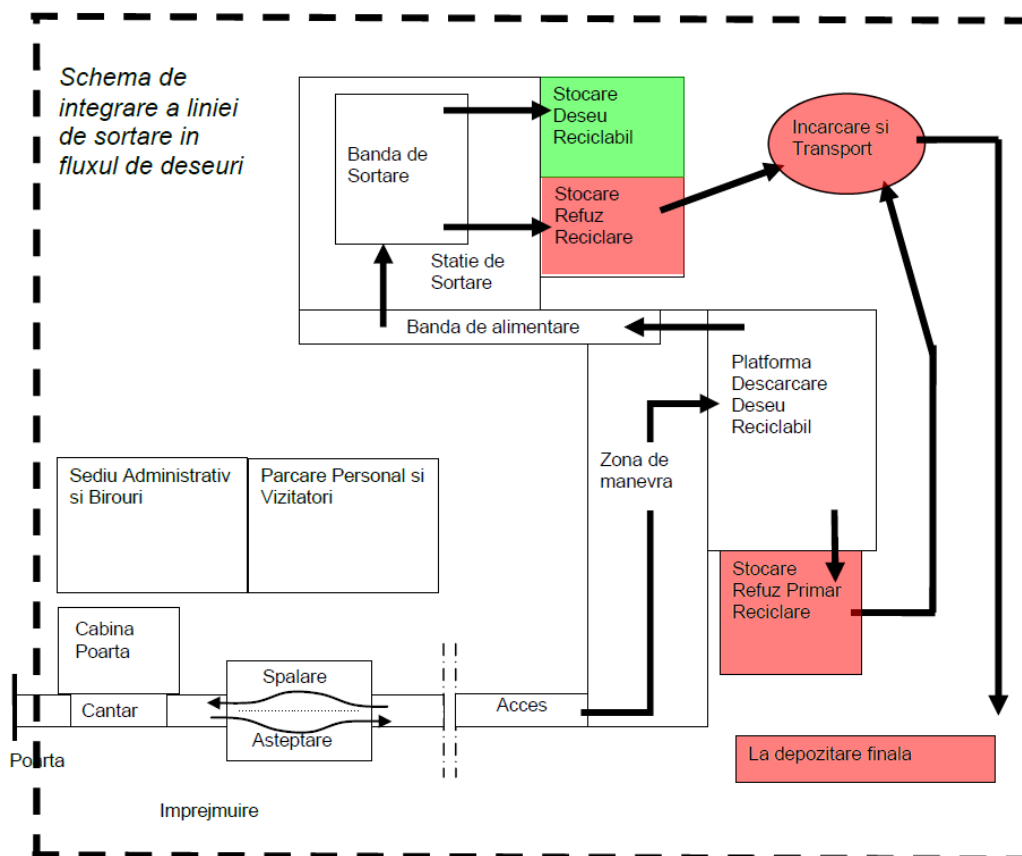 Schema de
integrare a liniei
de sortare in
fluxul de deseuri
Stocare
Deseu
Reciclabil
Incarcare si
Transport
Banda de
Sortare
Stocare
Refuz
Reciclare
Statie de
Sortare
Banda de alimentare
Platforma
Descarcare
Deseu
Reciclabil
Zona de
manevra
Sediu Administrativ
si Birouri
Parcare Personal si
Vizitatori
Stocare
Refuz Primar
Reciclare
Cabina
Poarta
Spalare
Cantar
Acces
Asteptare
Poarta
La depozitare finala
Imprejmuire